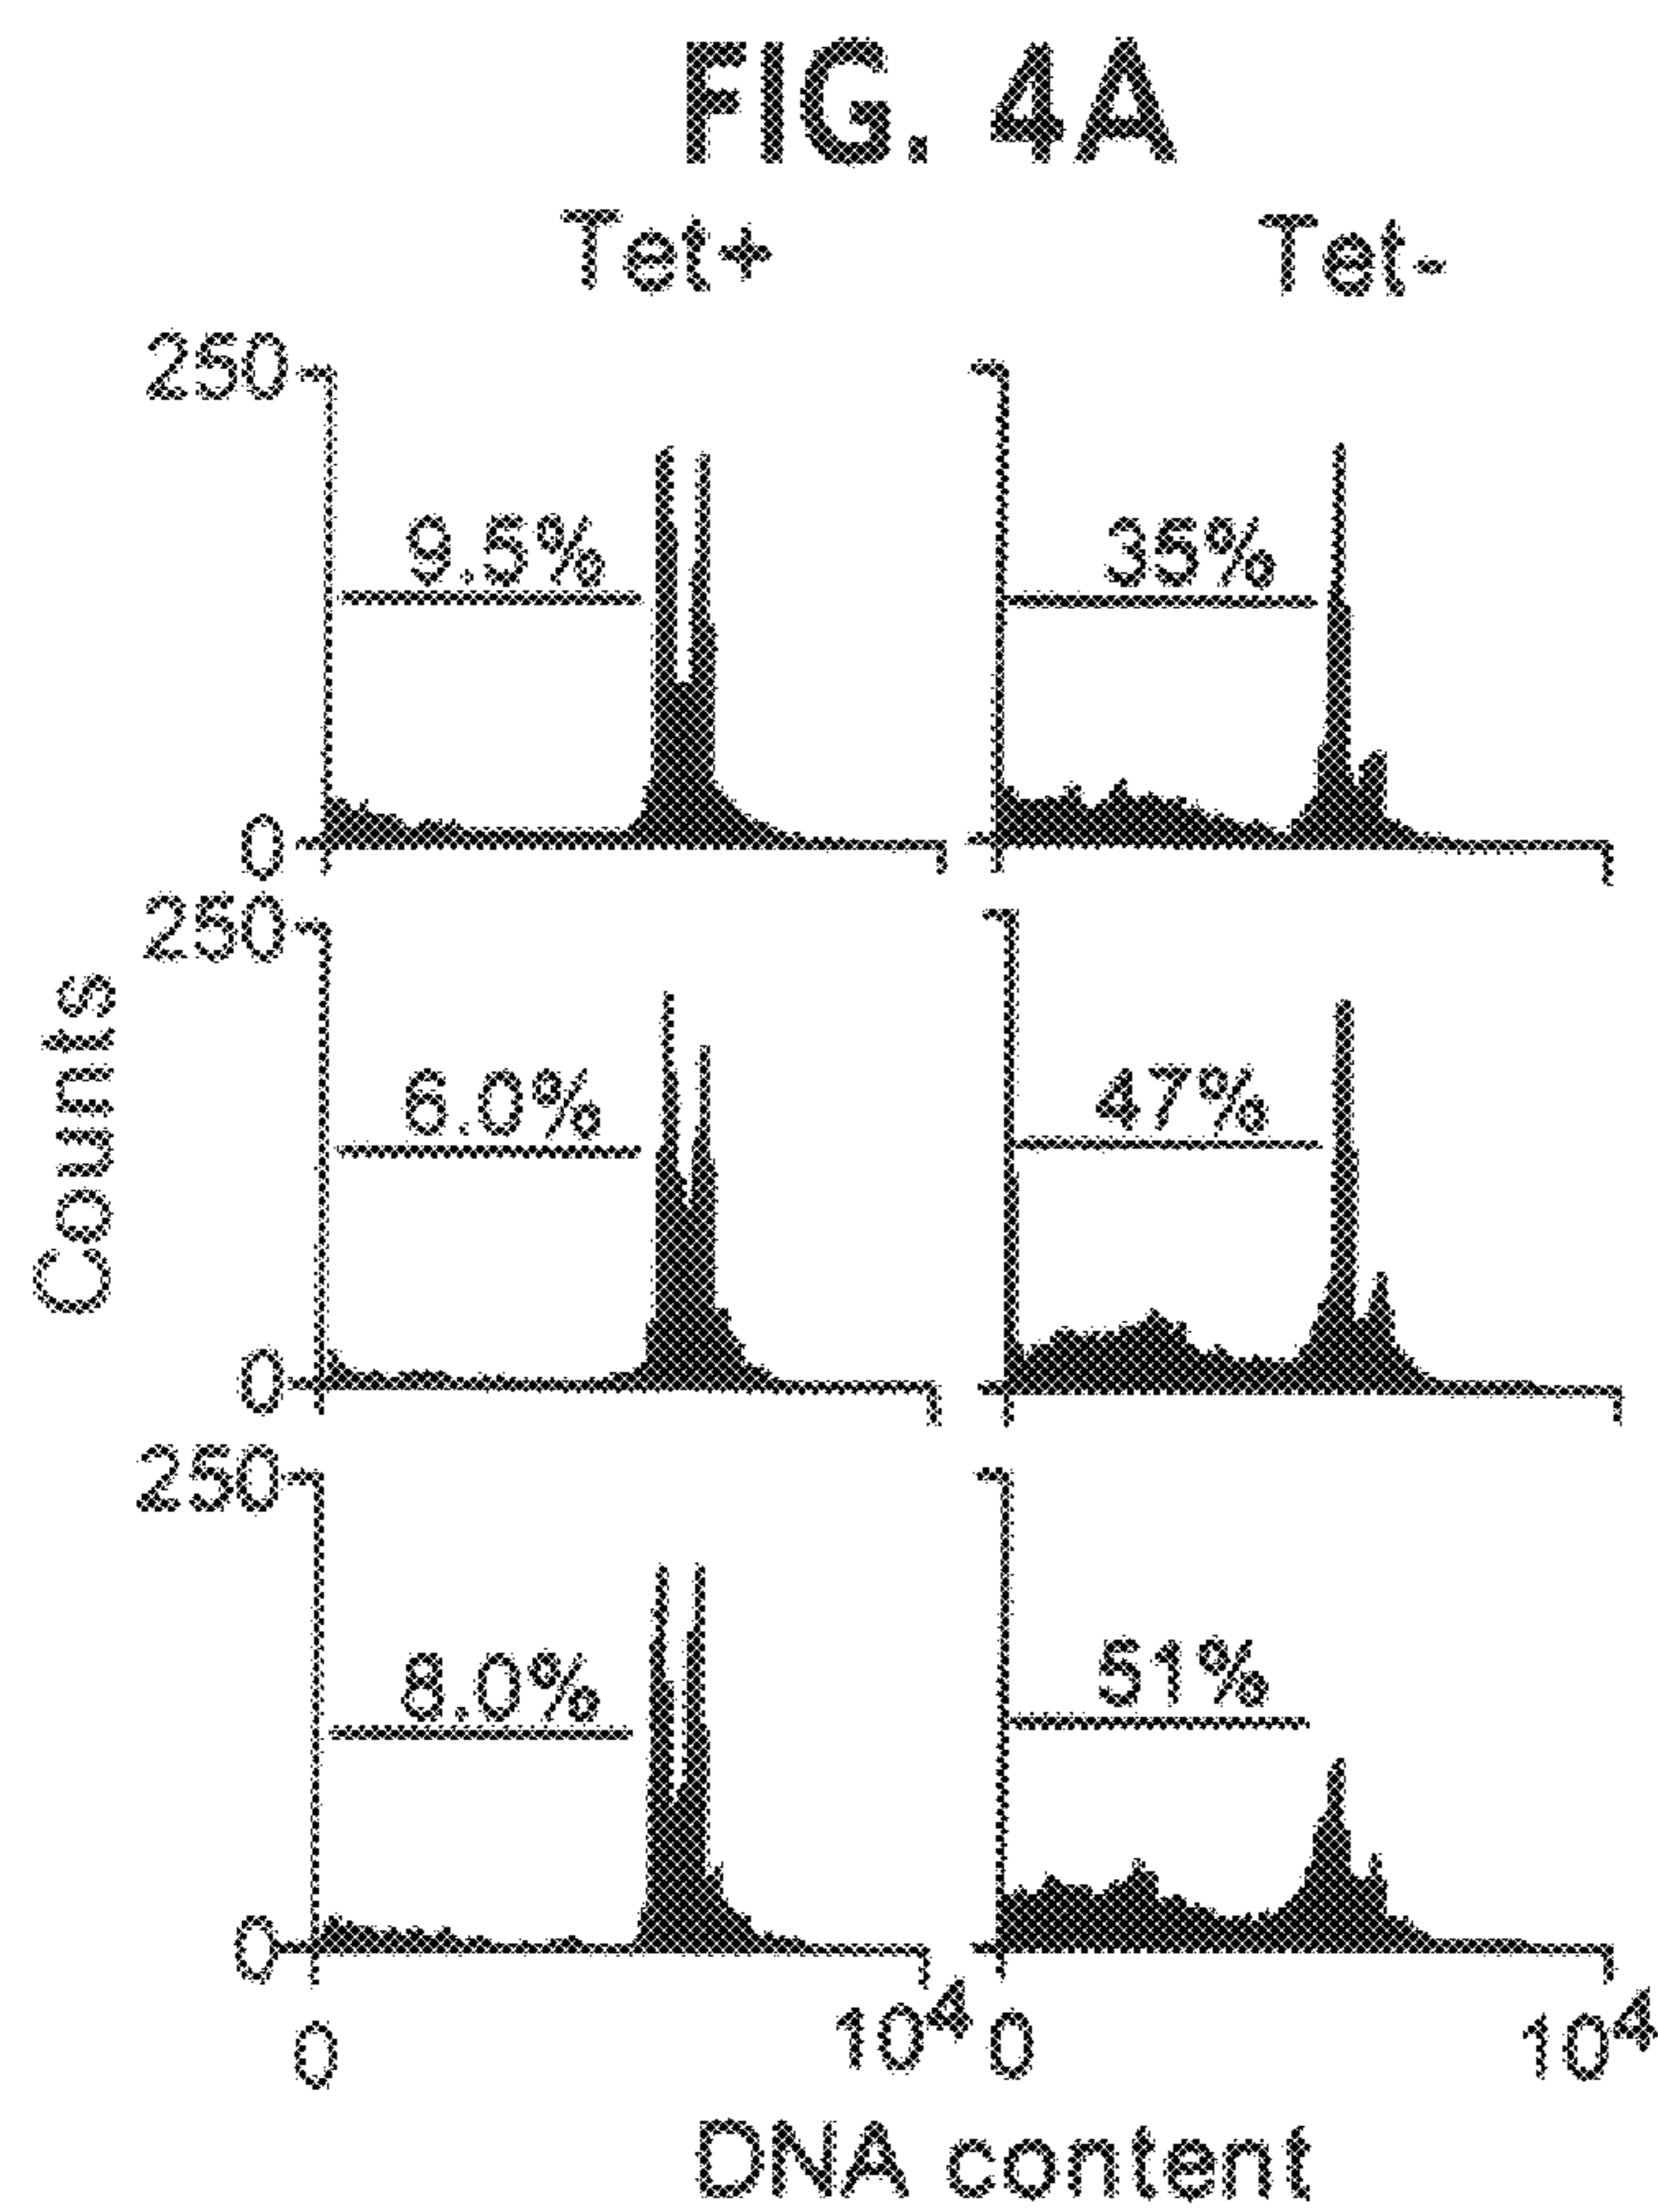 FIG. 4A
Tet+ Tet-
250
9.5% 35%
0
250
6.0% 47%
Counts
0
250
8.0% 51%
0
0 10⁴ 0 10⁴
DNA content